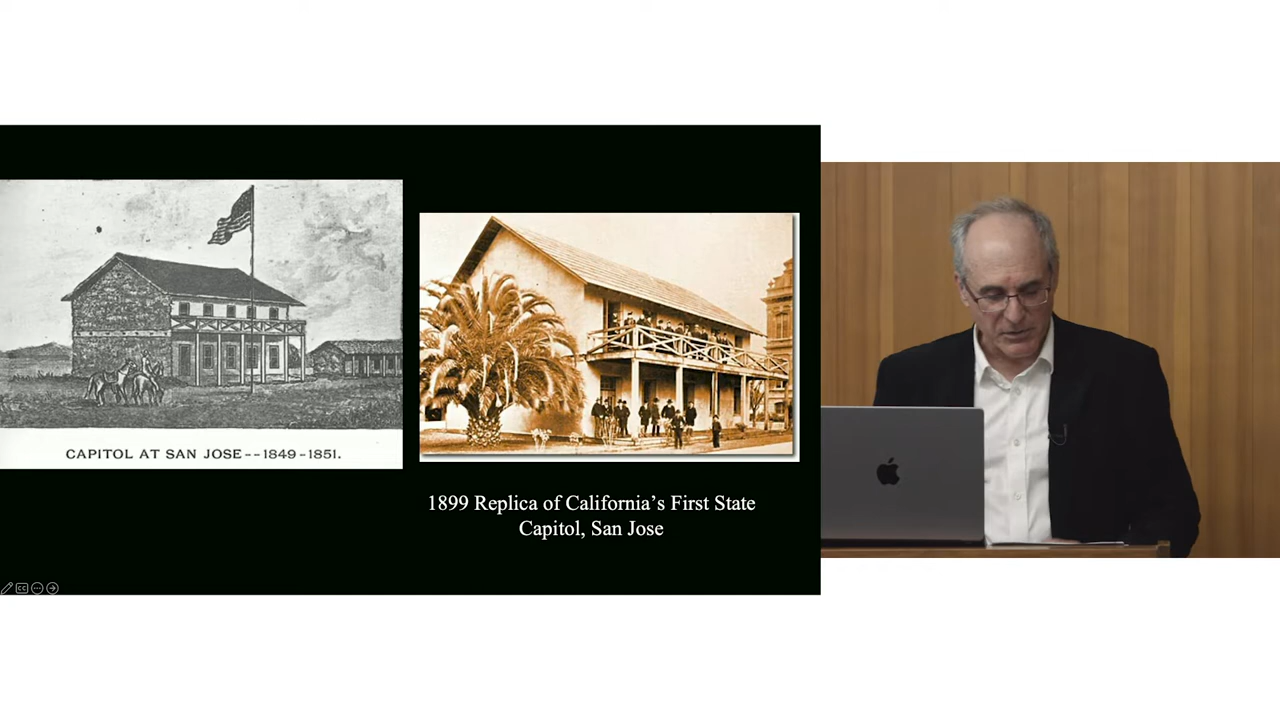 CAPITOL AT SAN JOSE--1849-1851.
1899 Replica of California’s First State
Capitol, San Jose